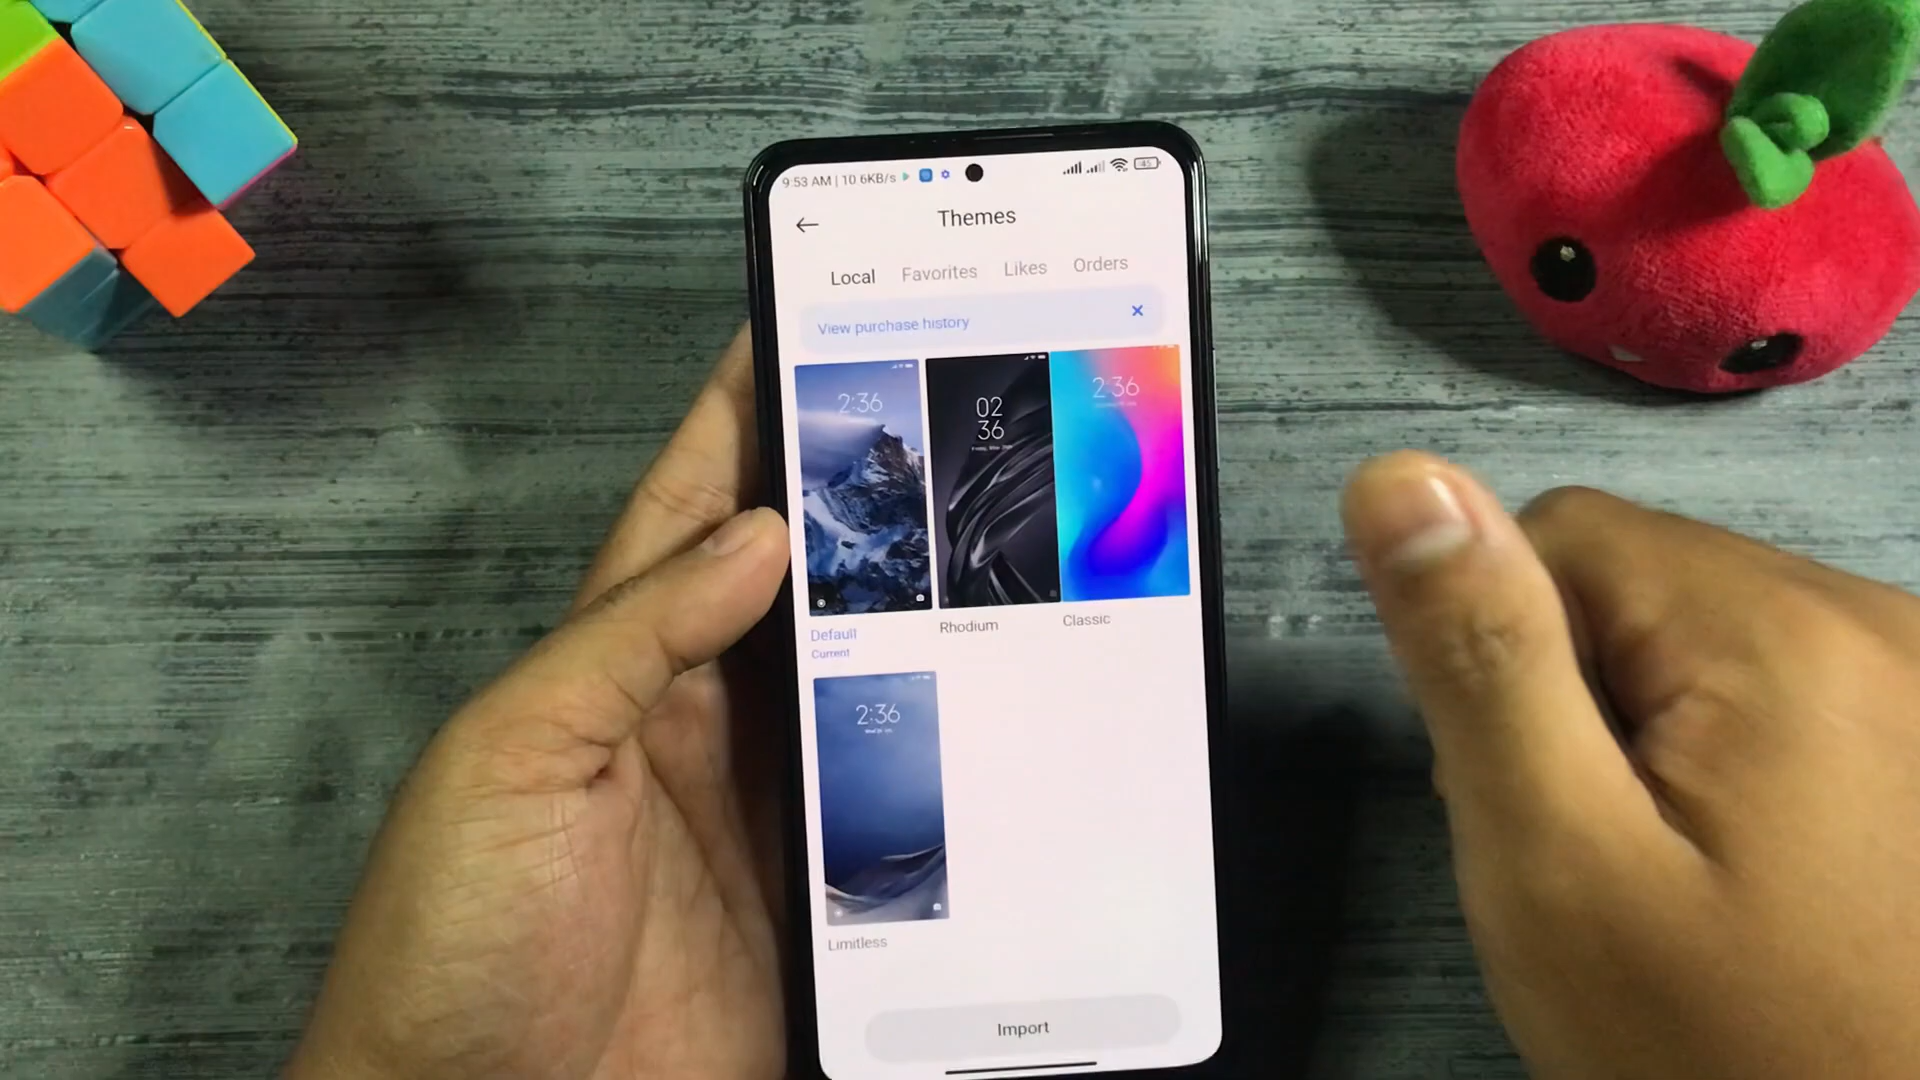 9:53 AM | 10.6KB/s
45
Themes
Local Favorites Likes Orders
View purchase history
2:36
02
36
2:36
Default
Current
Rhodium
Classic
2:36
Limitless
Import